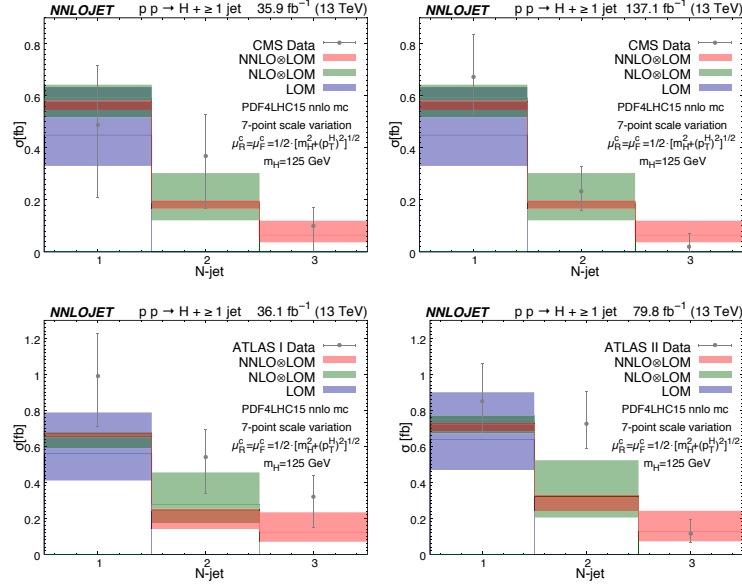 NNLOJET p p → H + ≥ 1 jet 35.9 fb⁻¹ (13 TeV)
0.8
0.6
0.4
0.2
0
σ[fb]
CMS Data
NNLO⊗LOM
NLO⊗LOM
LOM
PDF4LHC15 nnlo mc
7-point scale variation
μ_R^c=μ_F^c=1/2·[m_H^2+(p_T^H)^2]^1/2
m_H=125 GeV
1 2 3
N-jet
NNLOJET p p → H + ≥ 1 jet 137.1 fb⁻¹ (13 TeV)
0.8
0.6
0.4
0.2
0
σ[fb]
CMS Data
NNLO⊗LOM
NLO⊗LOM
LOM
PDF4LHC15 nnlo mc
7-point scale variation
μ_R^c=μ_F^c=1/2·[m_H^2+(p_T^H)^2]^1/2
m_H=125 GeV
1 2 3
N-jet
NNLOJET p p → H + ≥ 1 jet 36.1 fb⁻¹ (13 TeV)
1.2
1
0.8
0.6
0.4
0.2
0
σ[fb]
ATLAS I Data
NNLO⊗LOM
NLO⊗LOM
LOM
PDF4LHC15 nnlo mc
7-point scale variation
μ_R^c=μ_F^c=1/2·[m_H^2+(p_T^H)^2]^1/2
m_H=125 GeV
1 2 3
N-jet
NNLOJET p p → H + ≥ 1 jet 79.8 fb⁻¹ (13 TeV)
1.2
1
0.8
0.6
0.4
0.2
0
σ[fb]
ATLAS II Data
NNLO⊗LOM
NLO⊗LOM
LOM
PDF4LHC15 nnlo mc
7-point scale variation
μ_R^c=μ_F^c=1/2·[m_H^2+(p_T^H)^2]^1/2
m_H=125 GeV
1 2 3
N-jet